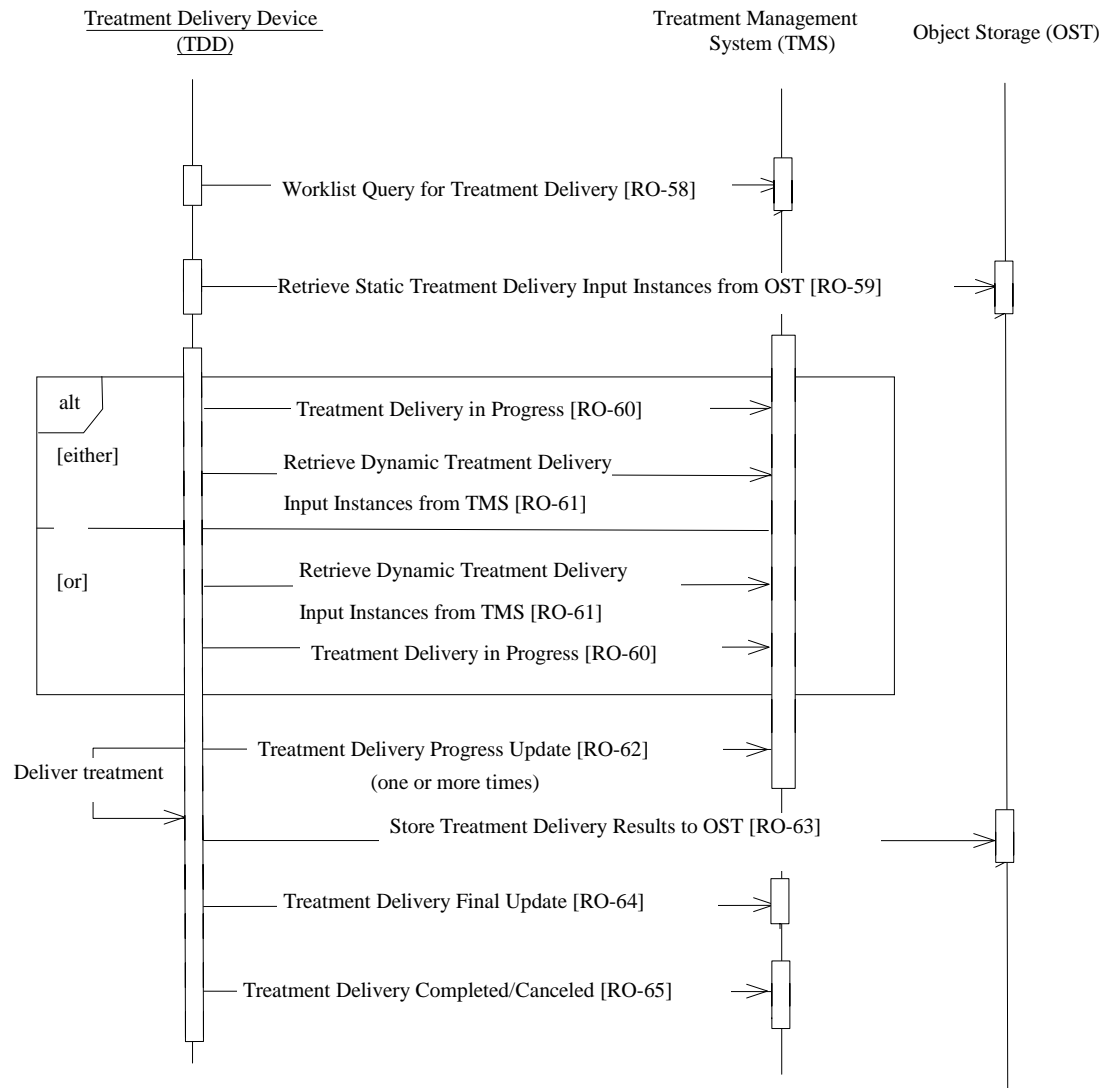 Treatment Delivery Device
(TDD)
Treatment Management
System (TMS)
Object Storage (OST)
Worklist Query for Treatment Delivery [RO-58]
Retrieve Static Treatment Delivery Input Instances from OST [RO-59]
alt
Treatment Delivery in Progress [RO-60]
[either]
Retrieve Dynamic Treatment Delivery
Input Instances from TMS [RO-61]
[or]
Retrieve Dynamic Treatment Delivery
Input Instances from TMS [RO-61]
Treatment Delivery in Progress [RO-60]
Treatment Delivery Progress Update [RO-62]
(one or more times)
Deliver treatment
Store Treatment Delivery Results to OST [RO-63]
Treatment Delivery Final Update [RO-64]
Treatment Delivery Completed/Canceled [RO-65]